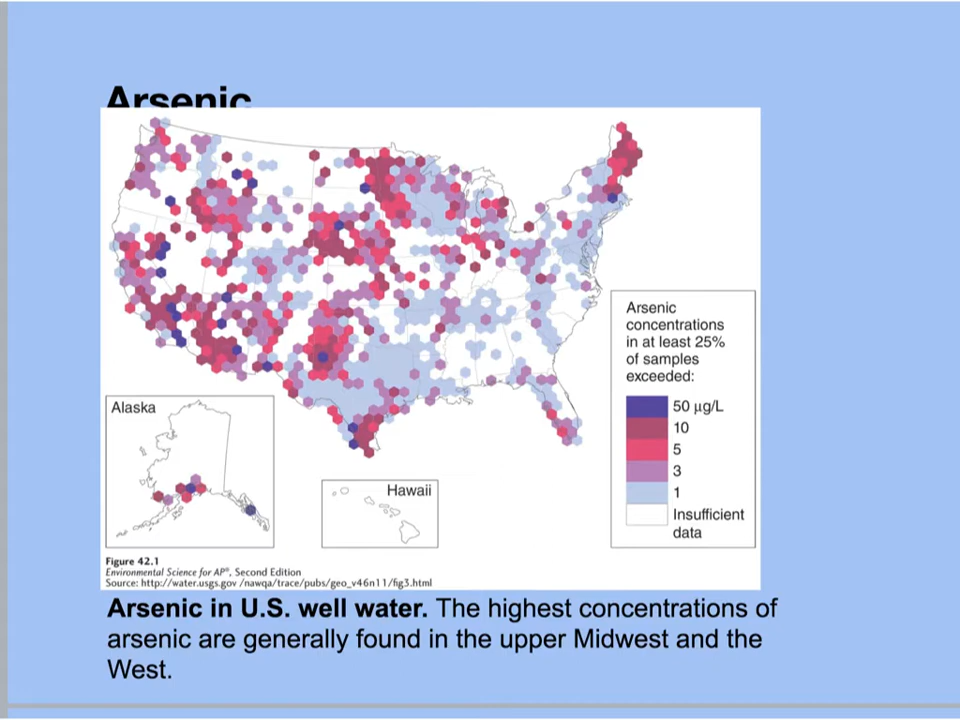 Arsenic
Arsenic
concentrations
in at least 25%
of samples
exceeded:
50 µg/L
10
5
3
1
Insufficient
data
Alaska
Hawaii
Figure 42.1
Environmental Science for AP®, Second Edition
Source: http://water.usgs.gov /nawqa/trace/pubs/geo_v46n11/fig3.html
Arsenic in U.S. well water. The highest concentrations of
arsenic are generally found in the upper Midwest and the
West.